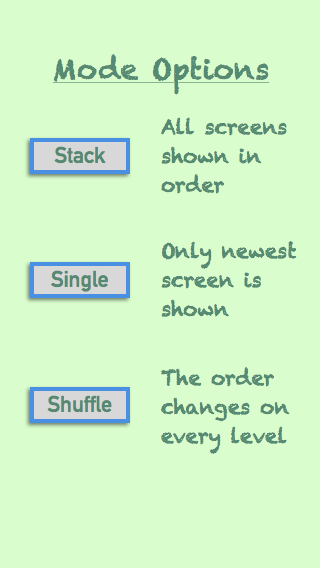 Mode Options
Stack
All screens
shown in
order
Single
Only newest
screen is
shown
Shuffle
The order
changes on
every level